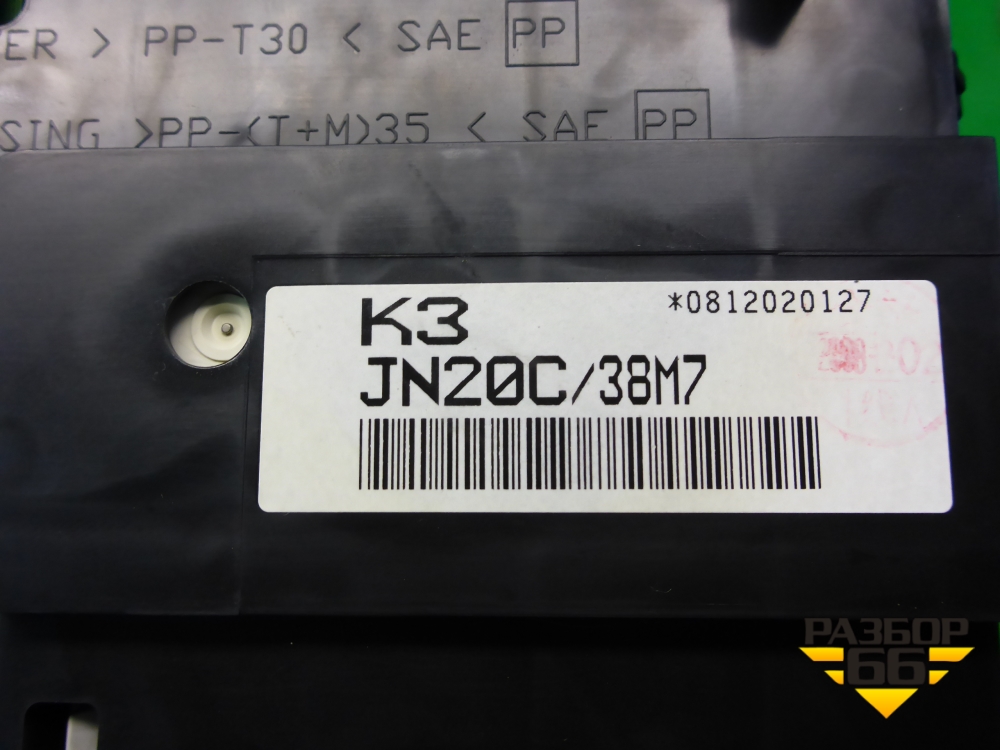 ER > PP-T30 < SAE PP
SING >PP-(T+M)35 < SAE PP
K3
*0812020127
JN20C/38M7
РАЗБОР
66